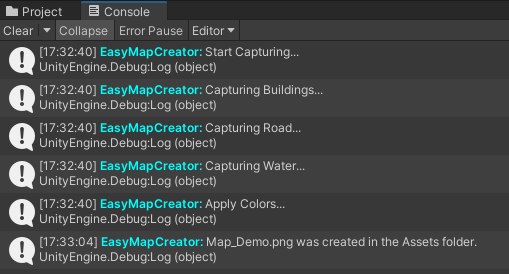 Project Console
Clear Collapse Error Pause Editor
[17:32:40] EasyMapCreator: Start Capturing...
UnityEngine.Debug:Log (object)
[17:32:40] EasyMapCreator: Capturing Buildings...
UnityEngine.Debug:Log (object)
[17:32:40] EasyMapCreator: Capturing Road...
UnityEngine.Debug:Log (object)
[17:32:40] EasyMapCreator: Capturing Water...
UnityEngine.Debug:Log (object)
[17:32:40] EasyMapCreator: Apply Colors...
UnityEngine.Debug:Log (object)
[17:33:04] EasyMapCreator: Map_Demo.png was created in the Assets folder.
UnityEngine.Debug:Log (object)